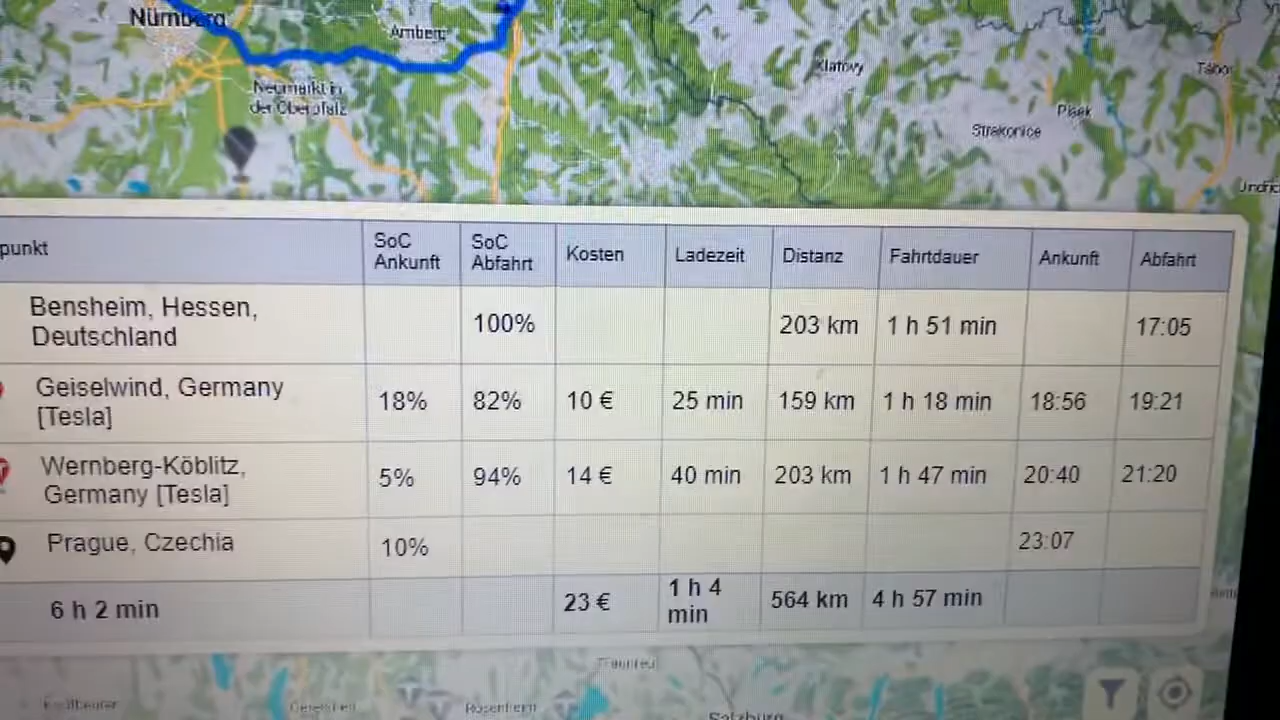 Nürnberg
Amberg
Klatovy
Tábor
Neumarkt in
der Oberpfalz
Písek
Strakonice
punkt
SoC
Ankunft
SoC
Abfahrt
Kosten
Ladezeit
Distanz
Fahrtdauer
Ankunft
Abfahrt
Bensheim, Hessen,
Deutschland
100%
203 km
1 h 51 min
17:05
Geiselwind, Germany
[Tesla]
18%
82%
10 €
25 min
159 km
1 h 18 min
18:56
19:21
Wernberg-Köblitz,
Germany [Tesla]
5%
94%
14 €
40 min
203 km
1 h 47 min
20:40
21:20
Prague, Czechia
10%
23:07
6 h 2 min
23 €
1 h 4
min
564 km
4 h 57 min
Traunreut
Rosenheim
Salzburg